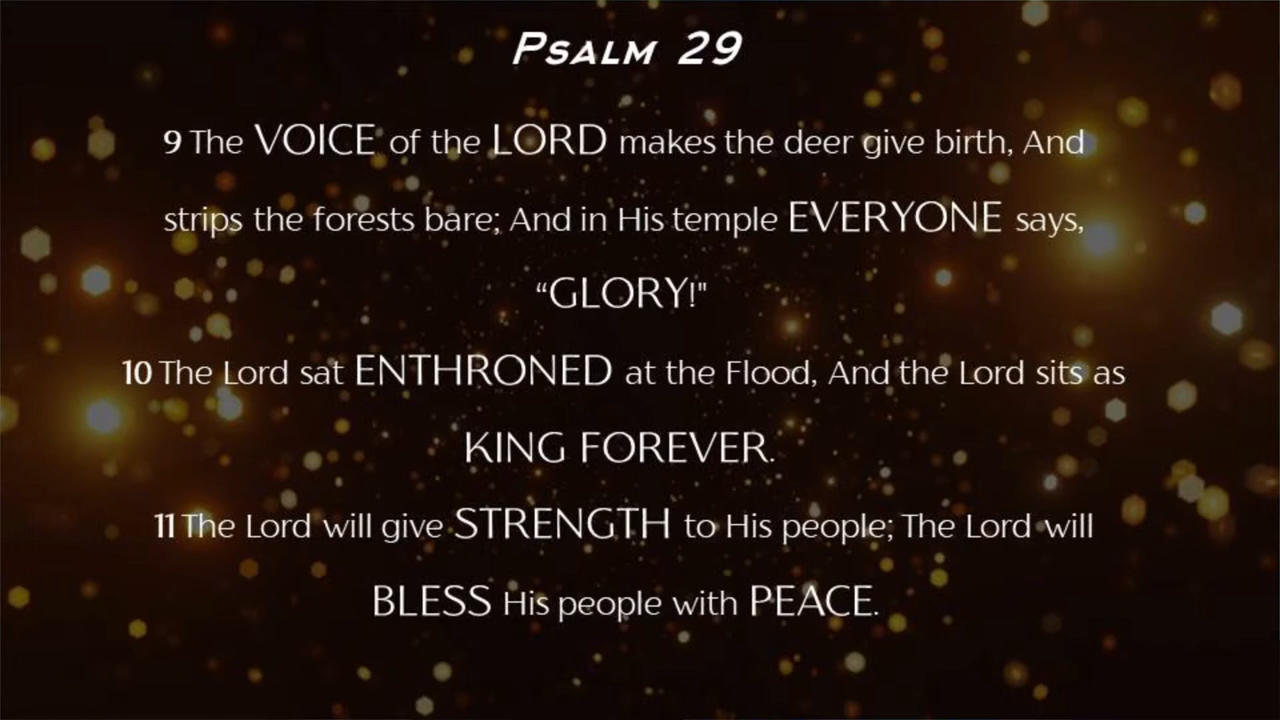 PSALM 29
9 The VOICE of the LORD makes the deer give birth, And
strips the forests bare; And in His temple EVERYONE says,
“GLORY!"
10 The Lord sat ENTHRONED at the Flood, And the Lord sits as
KING FOREVER.
11 The Lord will give STRENGTH to His people; The Lord will
BLESS His people with PEACE.